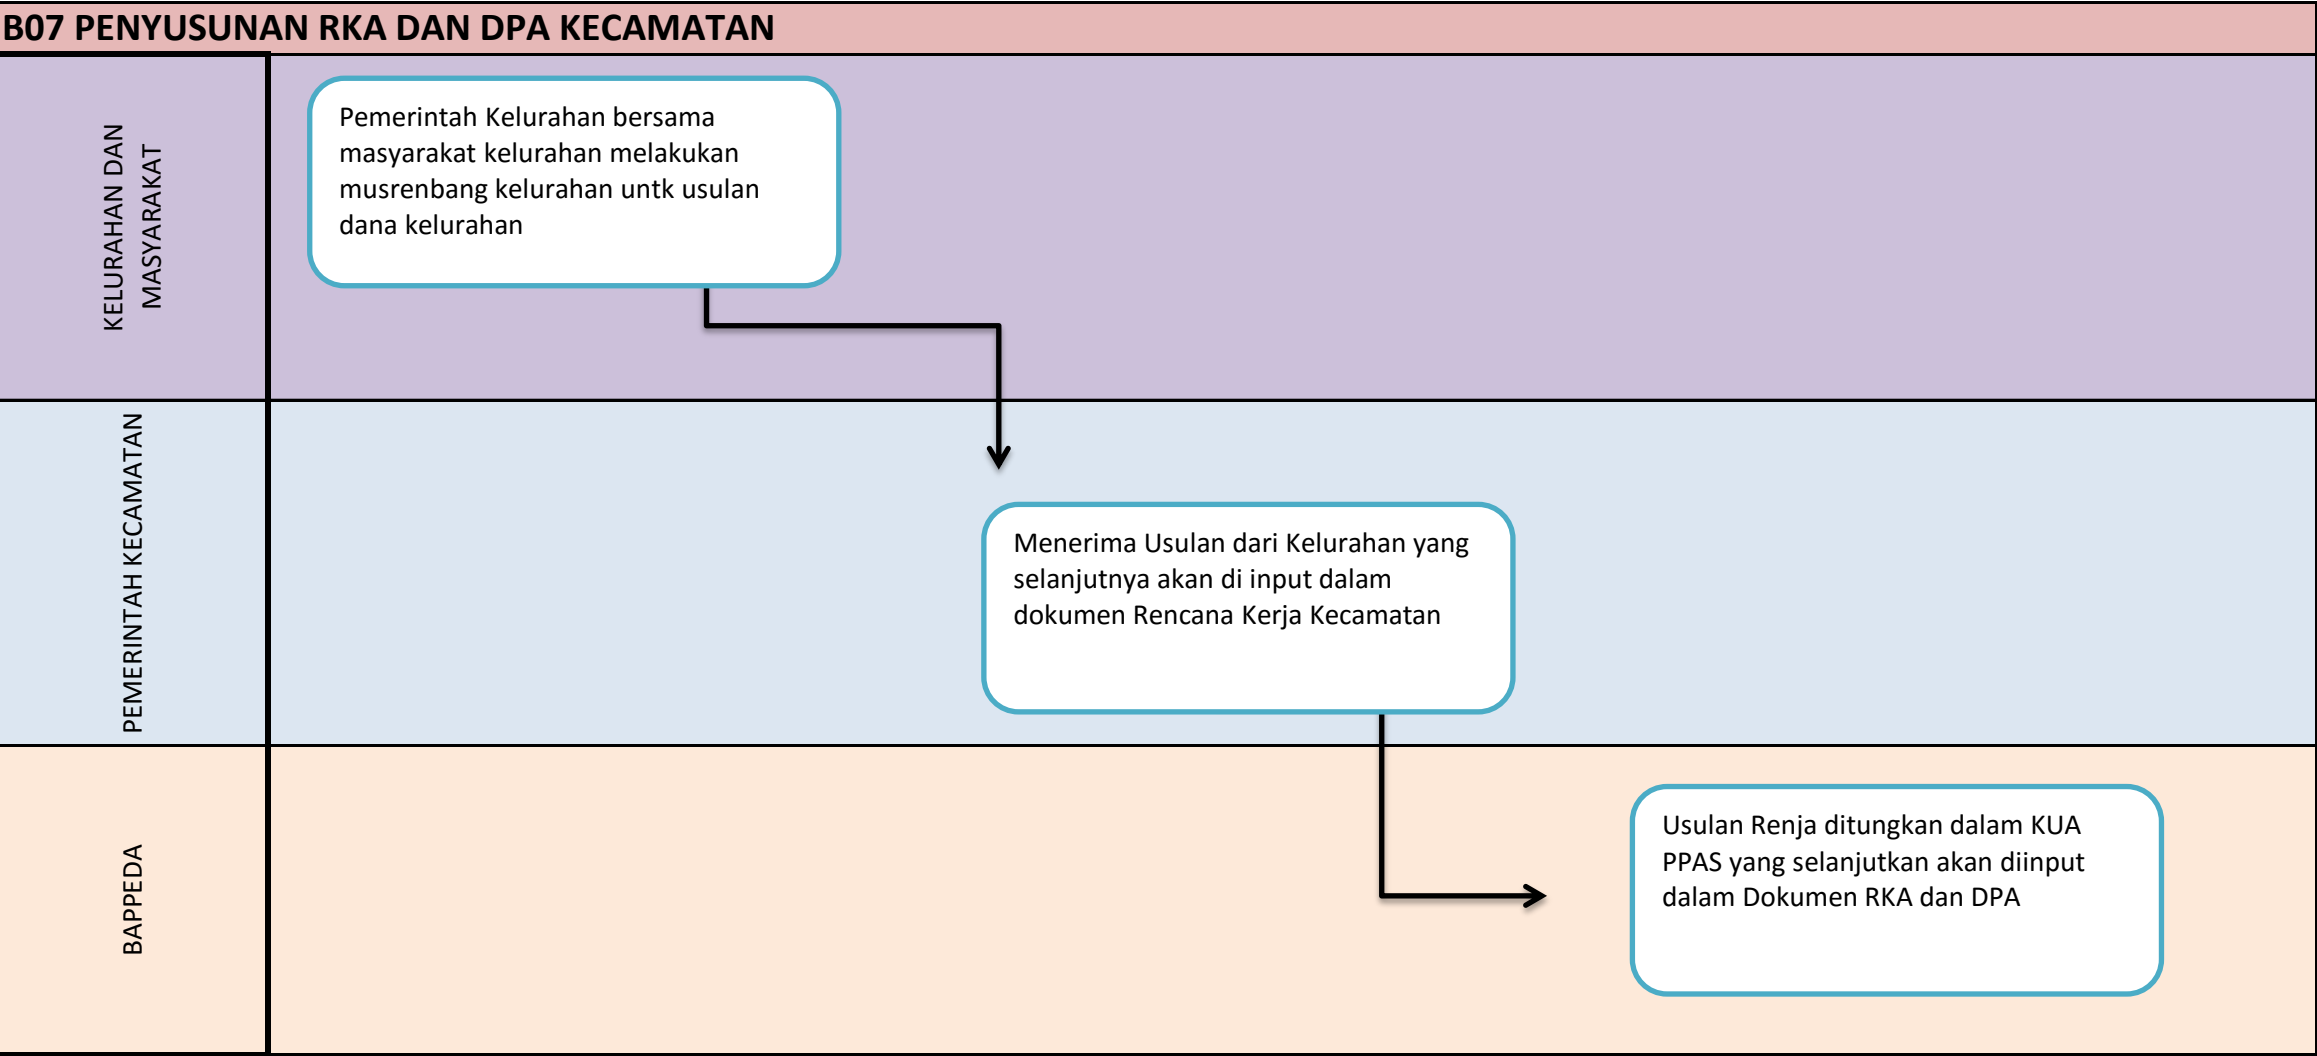 B07 PENYUSUNAN RKA DAN DPA KECAMATAN
KELURAHAN DAN
MASYARAKAT
Pemerintah Kelurahan bersama
masyarakat kelurahan melakukan
musrenbang kelurahan untk usulan
dana kelurahan
PEMERINTAH KECAMATAN
Menerima Usulan dari Kelurahan yang
selanjutnya akan di input dalam
dokumen Rencana Kerja Kecamatan
BAPPEDA
Usulan Renja ditungkan dalam KUA
PPAS yang selanjutkan akan diinput
dalam Dokumen RKA dan DPA